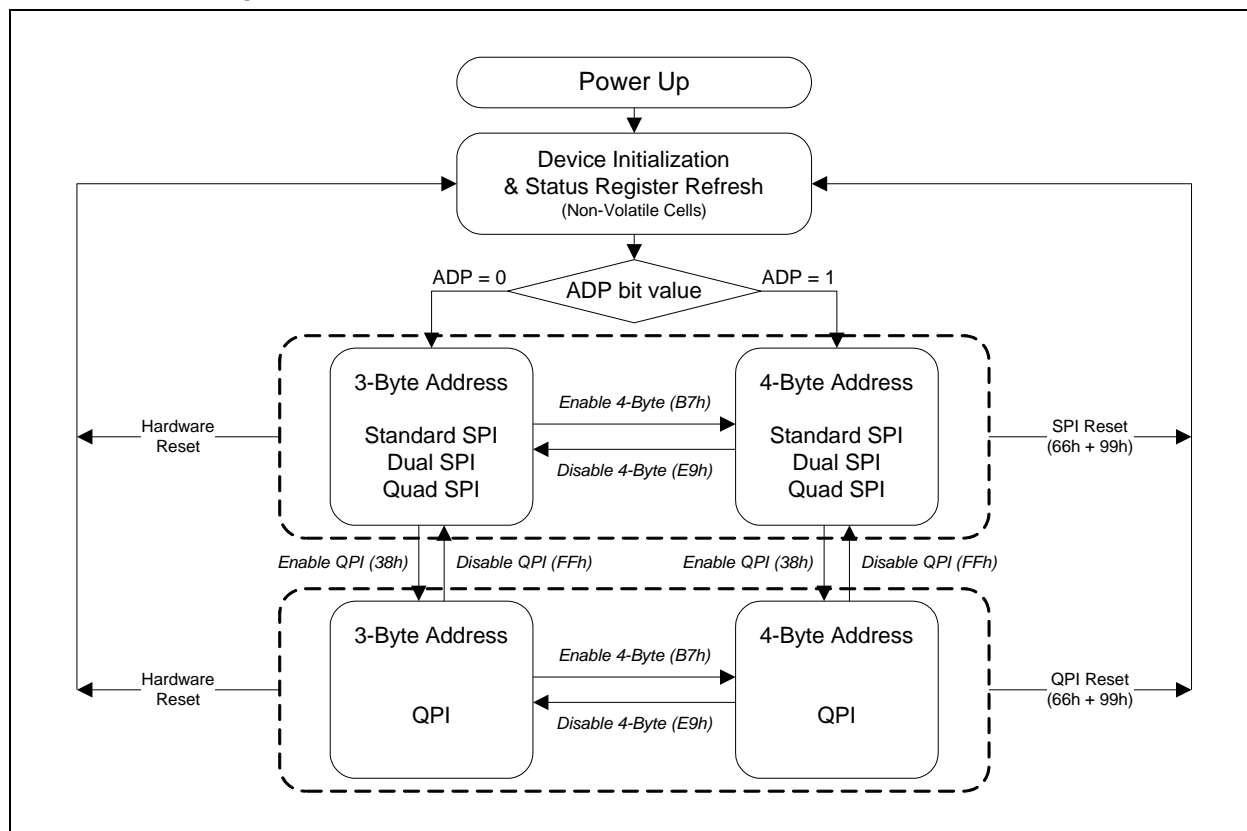 Power Up
Device Initialization
& Status Register Refresh
(Non-Volatile Cells)
ADP = 0
ADP bit value
ADP = 1
3-Byte Address
Standard SPI
Dual SPI
Quad SPI
Enable 4-Byte (B7h)
Disable 4-Byte (E9h)
4-Byte Address
Standard SPI
Dual SPI
Quad SPI
Hardware
Reset
SPI Reset
(66h + 99h)
Enable QPI (38h)
Disable QPI (FFh)
Enable QPI (38h)
Disable QPI (FFh)
3-Byte Address
QPI
Enable 4-Byte (B7h)
Disable 4-Byte (E9h)
4-Byte Address
QPI
Hardware
Reset
QPI Reset
(66h + 99h)